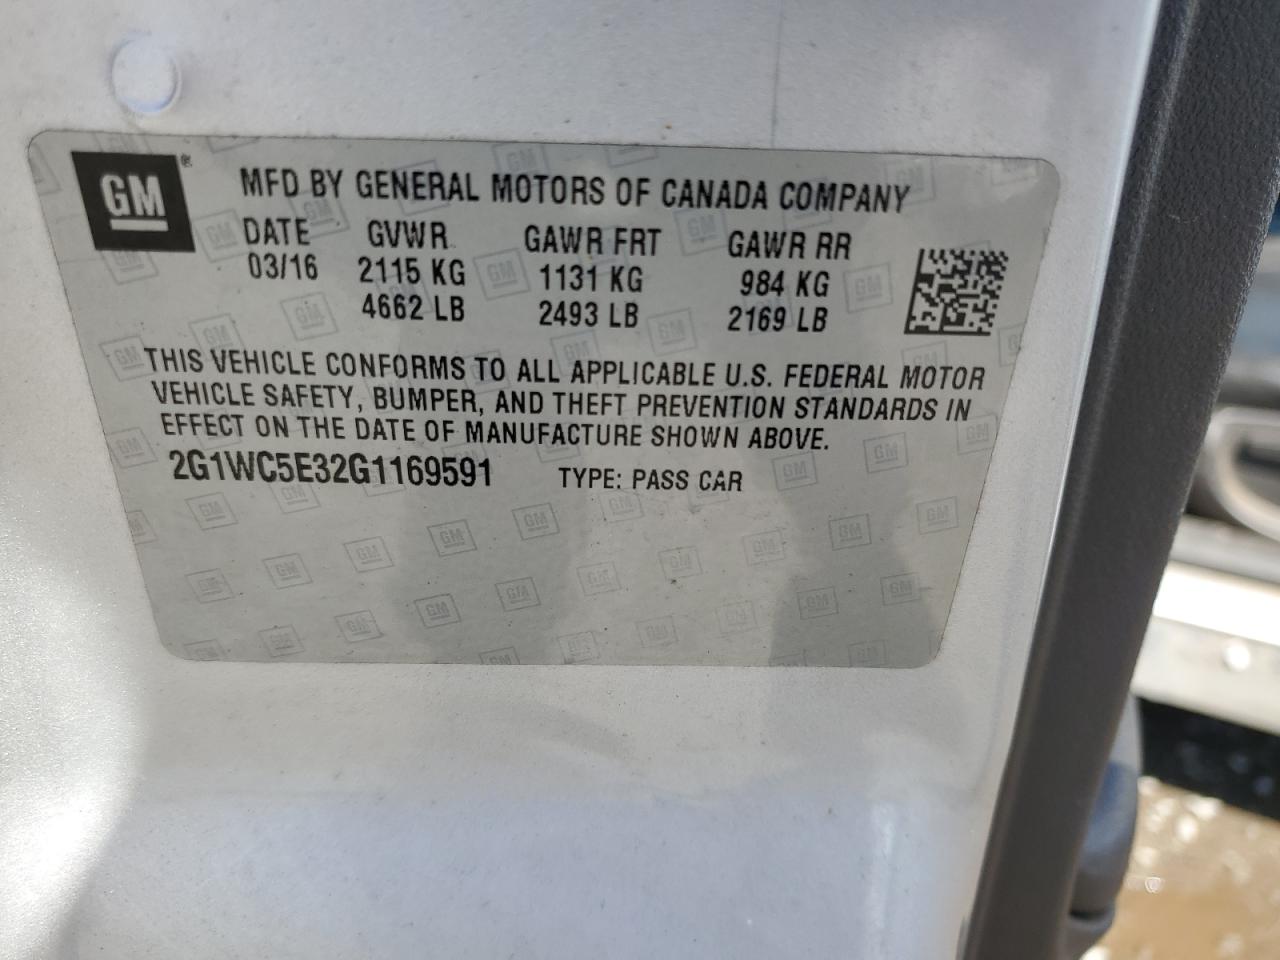 GM ®
MFD BY GENERAL MOTORS OF CANADA COMPANY
DATE GVWR GAWR FRT GAWR RR
03/16 2115 KG 1131 KG 984 KG
4662 LB 2493 LB 2169 LB
THIS VEHICLE CONFORMS TO ALL APPLICABLE U.S. FEDERAL MOTOR
VEHICLE SAFETY, BUMPER, AND THEFT PREVENTION STANDARDS IN
EFFECT ON THE DATE OF MANUFACTURE SHOWN ABOVE.
2G1WC5E32G1169591 TYPE: PASS CAR